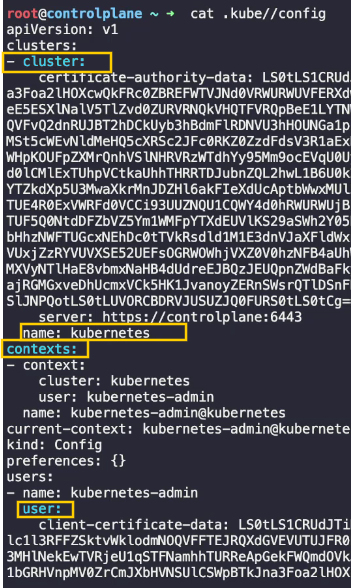 root@controlplane ~ ➜  cat .kube//config
apiVersion: v1
clusters:
- cluster:
    certificate-authority-data: LS0tLS1CRUdJ
a3Foa2lHOXcwQkFRc0ZBREFWTVJNd0VRWURWUVFERXdv
eE5ESXNlalV5TlZvd0ZURVRNQkVHQTFVRQpBeE1LYTNW
QVFvQ2dnRUJBT2hDCkUyb3hBdmFlRDNVU3hHOUNGa1p
MSt5cWEvNldMeHQ5cXRSc2JFc0RKZ0ZzdFdsV3R1aEx
WHpKOUFpZXMrQnhVSlNHRVRzWTdhYy95Mm9ocEVqU0U
d0lCMlExTUhpVCtkaUhhTHRRTDJubnZQL2hwL1B6U0k
YTZkdXp5U3MwaXkrMnJDZHl6akFIeXdUcAptbWwxMUl
TUE4R0ExVWRFd0VCCi93UUZNQU1CQWY4d0hRWURWUjB
TUF5Q0NtdDFZbVZ5Ym1WMFpYTXdEUVlKS29aSWh2Y05
bHhzNWFTUGcxNEhDc0tTVkRsdld1M1E3dnVJaXFldWx
VUxjZzRYVUVXSE52UEFsOGRWOWhjVXZ0V0hzNFB4aUh
MXVyNTlHaE8vbmxNaHB4dUdreEJBQzJEUQpnZWdBaFk
ajRGMGxveDhUcmxVCk5HK1JvanoyZERnSWsrQTlDSnF
SlJNPQotLS0tLUVORCBDRVJUSUZJQ0FURS0tLS0tCg=
    server: https://controlplane:6443
  name: kubernetes
contexts:
- context:
    cluster: kubernetes
    user: kubernetes-admin
  name: kubernetes-admin@kubernetes
current-context: kubernetes-admin@kubernete
kind: Config
preferences: {}
users:
- name: kubernetes-admin
  user:
    client-certificate-data: LS0tLS1CRUdJTi
lc1l3RFFZSktvWklodmNOQVFFTEJRQXdGVEVUTUJFR0
3MHlNekEwTVRjeU1qSTFNamhhTURReApGekFWQmdOVk
1bGRHVnpMV0ZrCmJXbHVNSUlCSWpBTkJna3Foa2lHOX